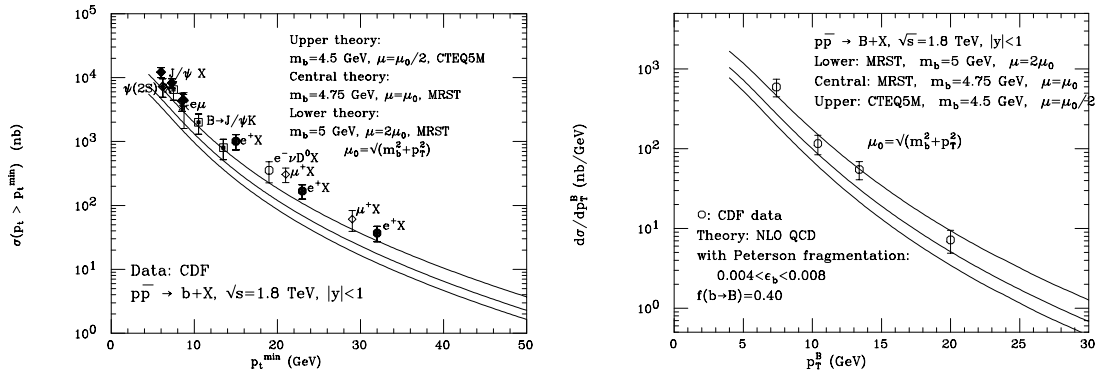 Upper theory:
m_b=4.5 GeV, μ=μ_0/2, CTEQ5M
Central theory:
m_b=4.75 GeV, μ=μ_0, MRST
Lower theory:
m_b=5 GeV, μ=2μ_0, MRST
μ_0=√(m_b^2+p_T^2)
J/ψ X
ψ(2S)X
eμ
B→J/ψK
e^+X
e^-νD^0X
μ^+X
e^+X
μ^+X
e^+X
Data: CDF
pp̅ → b+X, √s=1.8 TeV, |y|<1
σ(p_t > p_t^min) (nb)
10^5
10^4
10^3
10^2
10^1
10^0
0 10 20 30 40 50
p_t^min (GeV)
pp̅ → B+X, √s=1.8 TeV, |y|<1
Lower: MRST, m_b=5 GeV, μ=2μ_0
Central: MRST, m_b=4.75 GeV, μ=μ_0
Upper: CTEQ5M, m_b=4.5 GeV, μ=μ_0/2
μ_0=√(m_b^2+p_T^2)
○: CDF data
Theory: NLO QCD
with Peterson fragmentation:
0.004<ϵ_b<0.008
f(b→B)=0.40
dσ/dp_T^B (nb/GeV)
10^3
10^2
10^1
10^0
0 5 10 15 20 25 30
p_T^B (GeV)